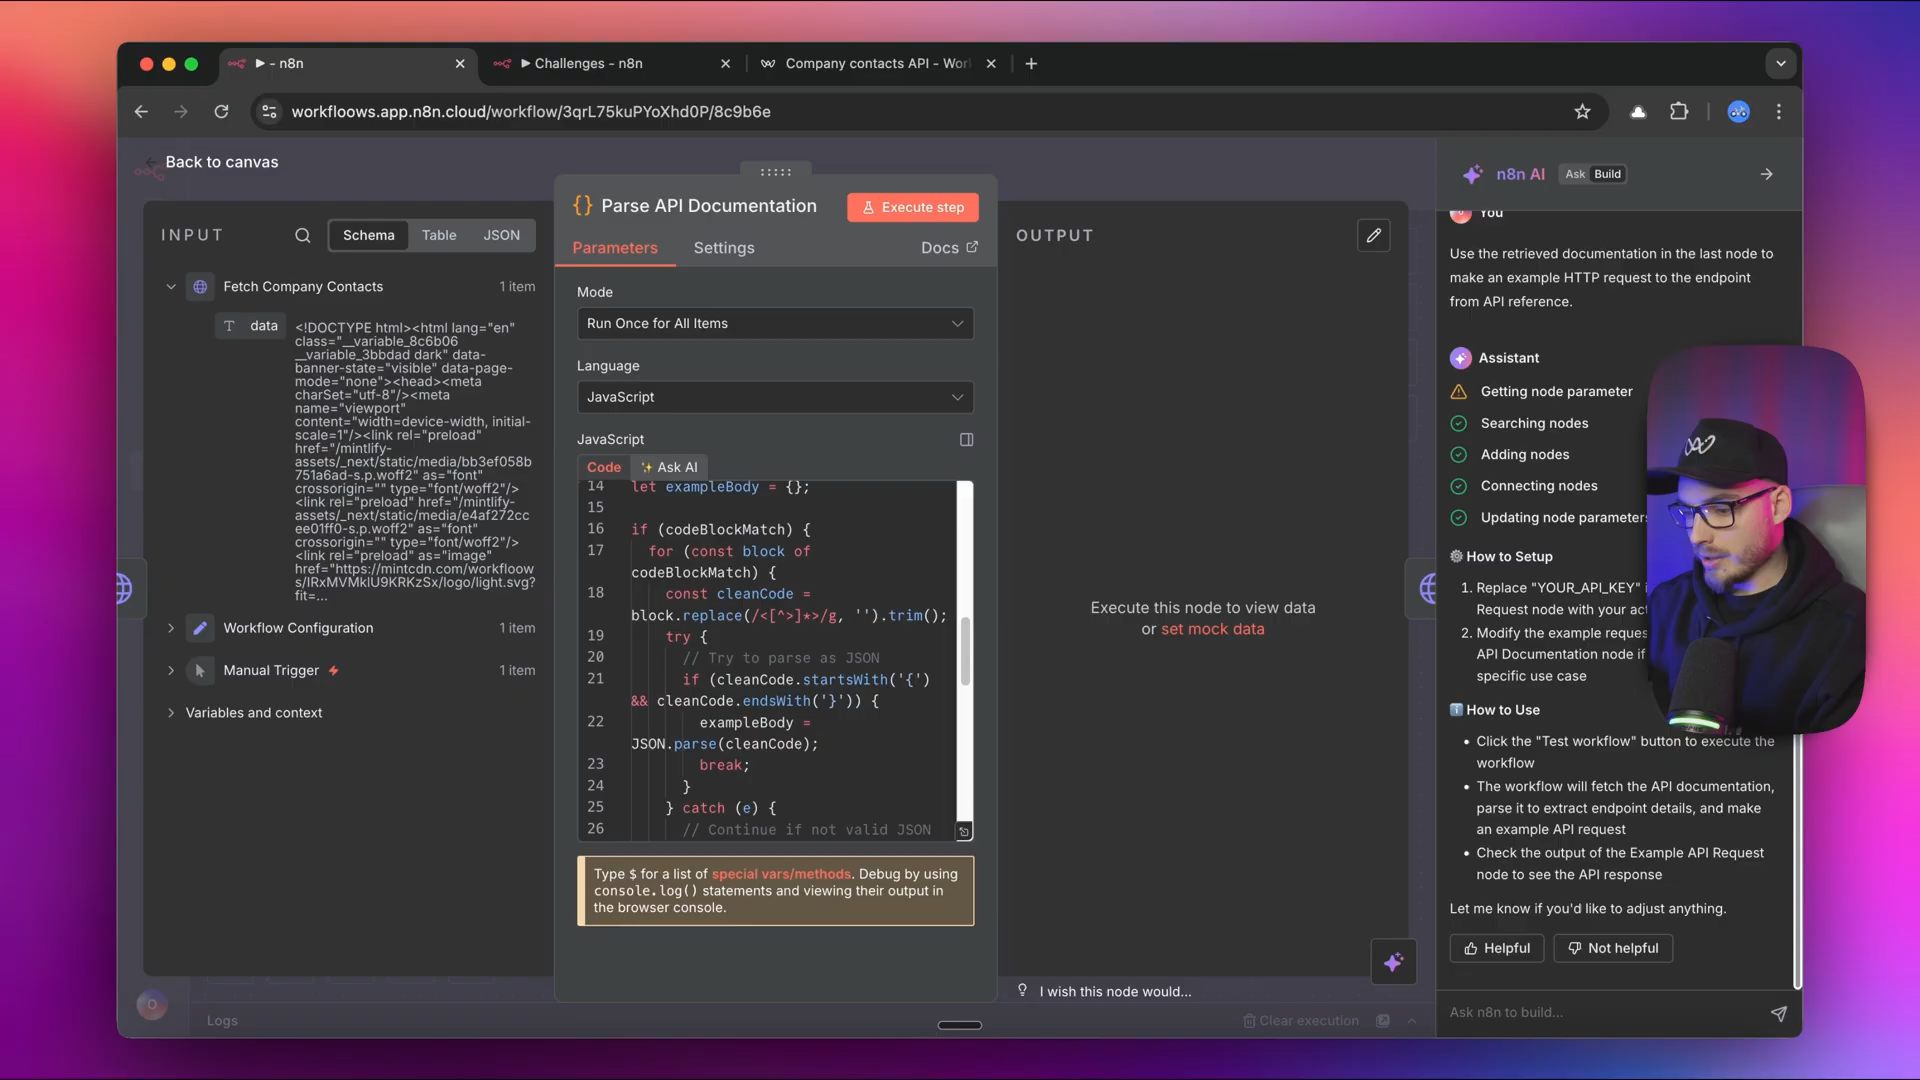 - n8n
Challenges - n8n
Company contacts API - Wor
workfloows.app.n8n.cloud/workflow/3qrL75kuPYoXhd0P/8c9b6e
Back to canvas
INPUT
Schema
Table
JSON
Fetch Company Contacts
1 item
T data
<!DOCTYPE html><html lang="en"
class="__variable_8c6b06
__variable_3bbdad dark" data-
banner-state="visible" data-page-
mode="none"><head><meta
charSet="utf-8"/><meta
name="viewport"
content="width=device-width, initial-
scale=1"/><link rel="preload"
href="/mintlify-
assets/_next/static/media/bb3ef058b
751a6ad-s.p.woff2" as="font"
crossorigin="" type="font/woff2"/>
<link rel="preload" href="/mintlify-
assets/_next/static/media/e4af272cc
ee01ff0-s.p.woff2" as="font"
crossorigin="" type="font/woff2"/>
<link rel="preload" as="image"
href="https://mintcdn.com/workfloow
s/IRxMVMklU9KRKzSx/logo/light.svg?
fit=...
Workflow Configuration
1 item
Manual Trigger
1 item
Variables and context
{} Parse API Documentation
Execute step
Parameters
Settings
Docs
Mode
Run Once for All Items
Language
JavaScript
JavaScript
Code
Ask AI
14 let exampleBody = {};
15
16 if (codeBlockMatch) {
17 for (const block of
codeBlockMatch) {
18 const cleanCode =
block.replace(/<[^>]*>/g, '').trim();
19 try {
20 // Try to parse as JSON
21 if (cleanCode.startsWith('{')
&& cleanCode.endsWith('}')) {
22 exampleBody =
JSON.parse(cleanCode);
23 break;
24 }
25 } catch (e) {
26 // Continue if not valid JSON
Type $ for a list of special vars/methods. Debug by using
console.log() statements and viewing their output in
the browser console.
OUTPUT
Execute this node to view data
or set mock data
I wish this node would...
Logs
Clear execution
n8n AI
Ask
Build
You
Use the retrieved documentation in the last node to
make an example HTTP request to the endpoint
from API reference.
Assistant
Getting node parameter
Searching nodes
Adding nodes
Connecting nodes
Updating node parameters
How to Setup
1. Replace "YOUR_API_KEY"
Request node with your
2. Modify the example
API Documentation node if
specific use case
How to Use
• Click the "Test workflow" button to execute the
workflow
• The workflow will fetch the API documentation,
parse it to extract endpoint details, and make
an example API request
• Check the output of the Example API Request
node to see the API response
Let me know if you'd like to adjust anything.
Helpful
Not helpful
Ask n8n to build...